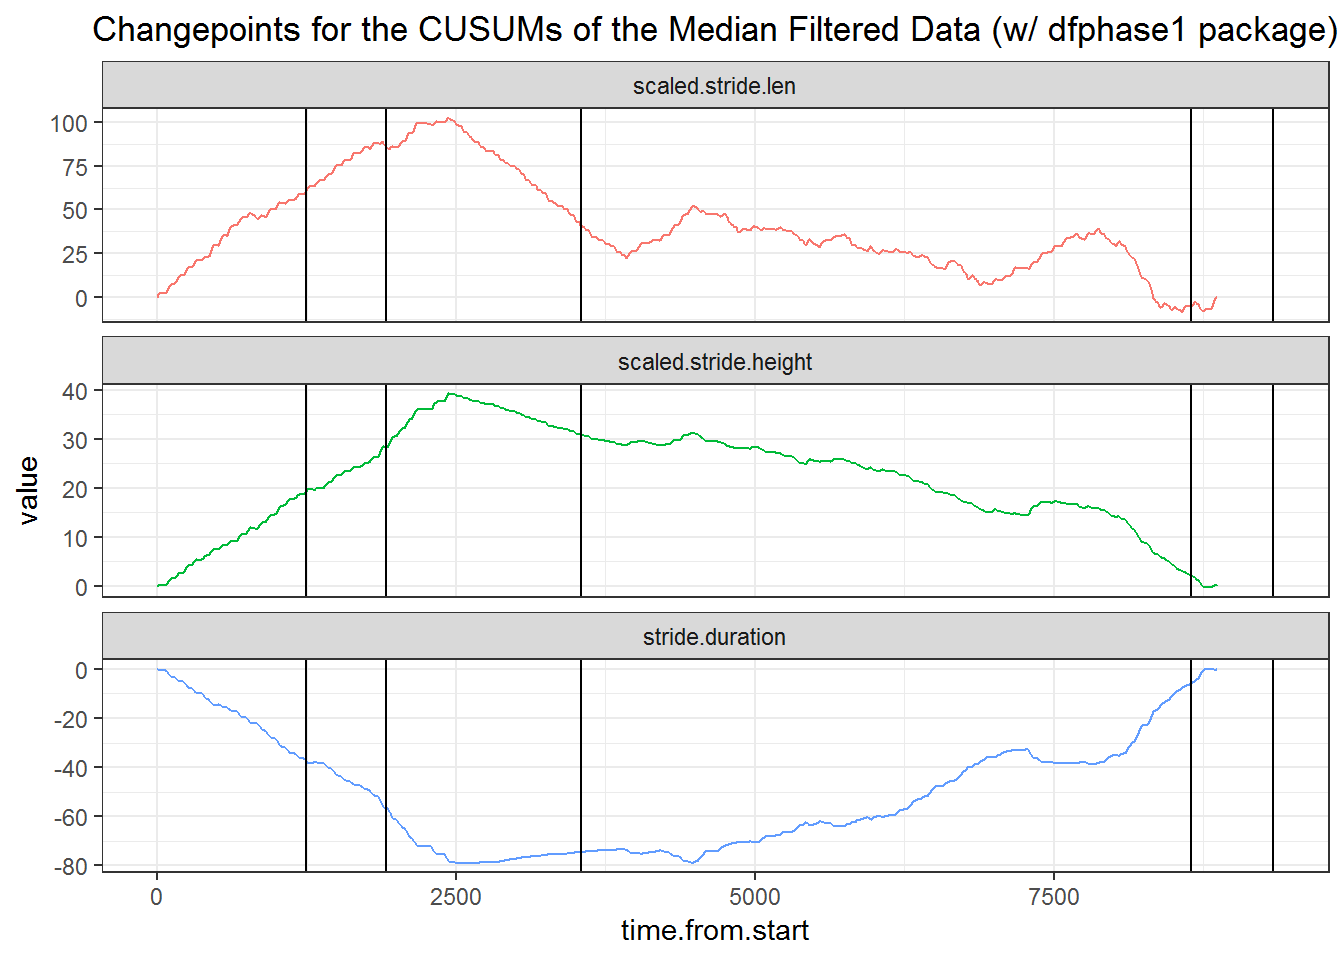 Changepoints for the CUSUMs of the Median Filtered Data (w/ dfphase1 package)
scaled.stride.len
100
75
50
25
0
scaled.stride.height
40
30
20
10
0
value
stride.duration
0
-20
-40
-60
-80
0 2500 5000 7500
time.from.start